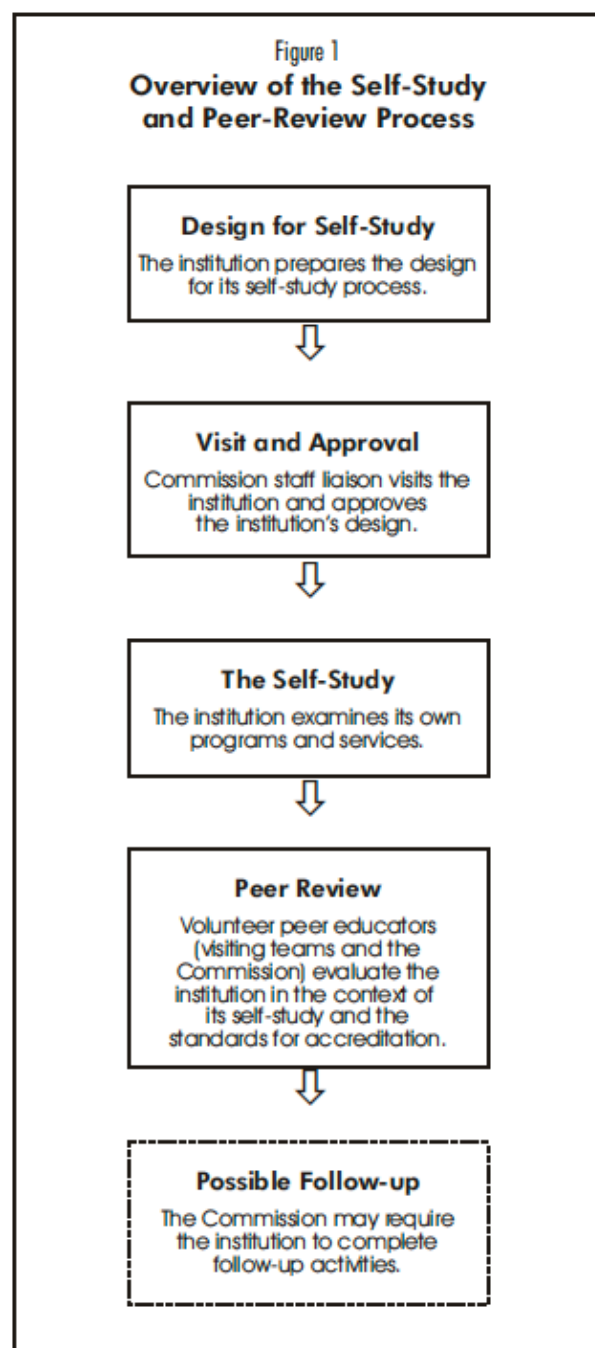 Figure 1
Overview of the Self-Study
and Peer-Review Process
Design for Self-Study
The institution prepares the design
for its self-study process.
Visit and Approval
Commission staff liaison visits the
institution and approves
the institution's design.
The Self-Study
The institution examines its own
programs and services.
Peer Review
Volunteer peer educators
(visiting teams and the
Commission) evaluate the
institution in the context of
its self-study and the
standards for accreditation.
Possible Follow-up
The Commission may require
the institution to complete
follow-up activities.